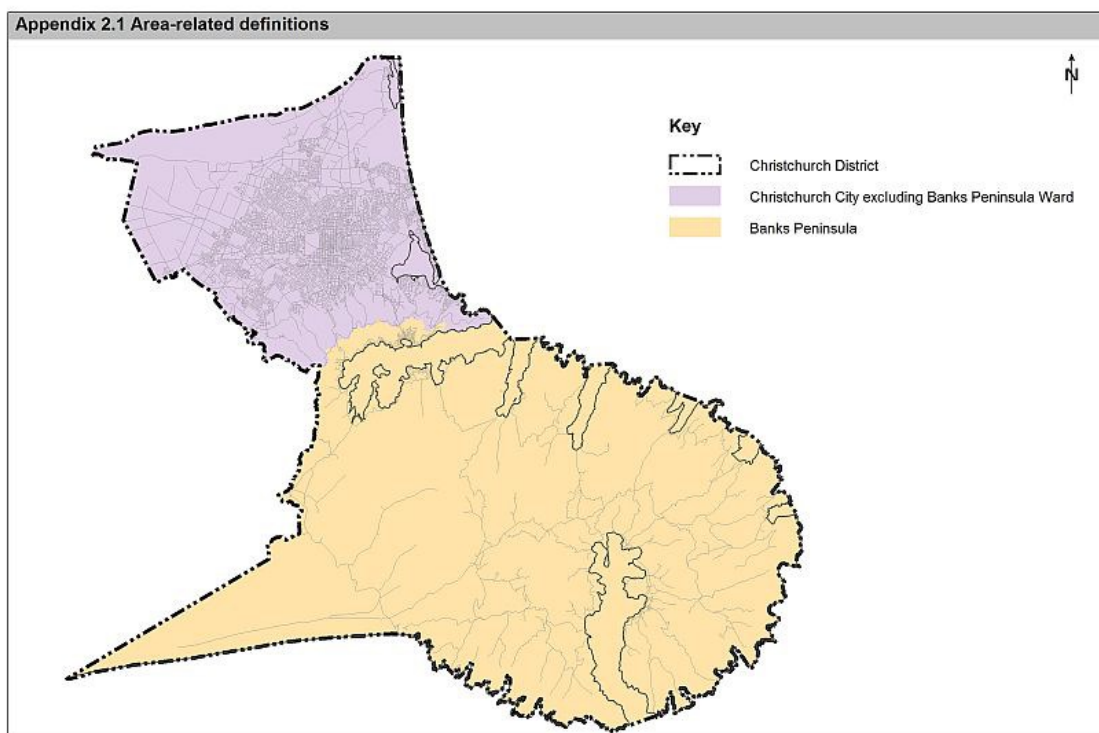 Appendix 2.1 Area-related definitions
N
Key
Christchurch District
Christchurch City excluding Banks Peninsula Ward
Banks Peninsula